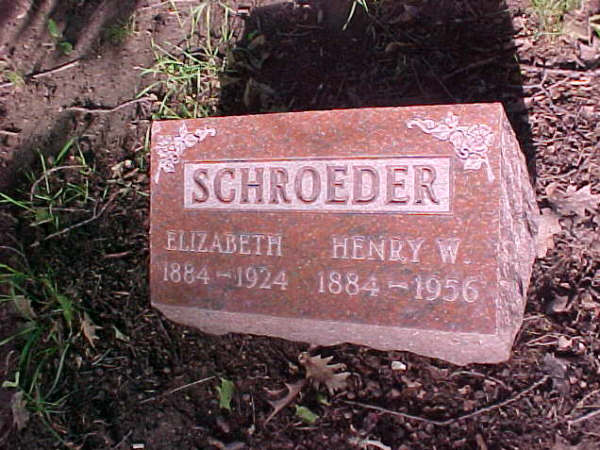 SCHROEDER
ELIZABETH HENRY W.
1884-1924 1884-1956